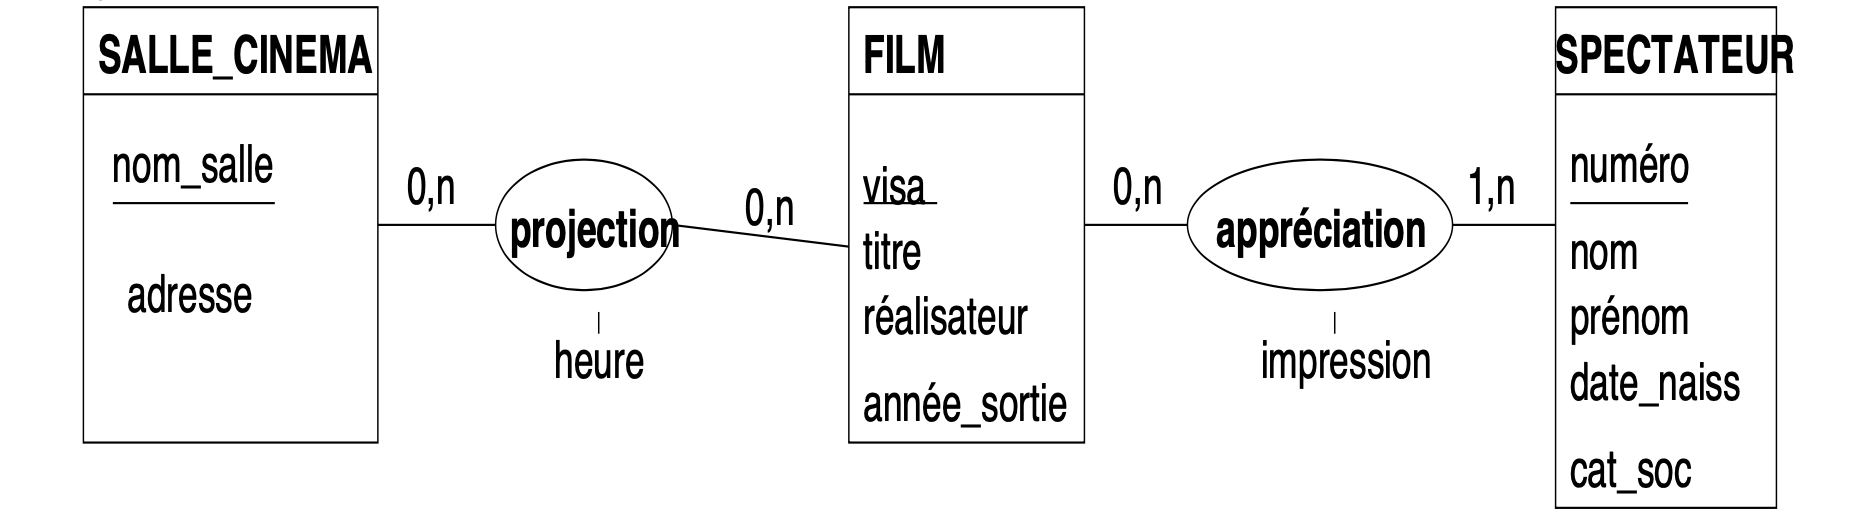 SALLE_CINEMA
nom_salle
adresse
0,n
projection
heure
0,n
FILM
visa
titre
réalisateur
année_sortie
0,n
appréciation
impression
1,n
SPECTATEUR
numéro
nom
prénom
date_naiss
cat_soc